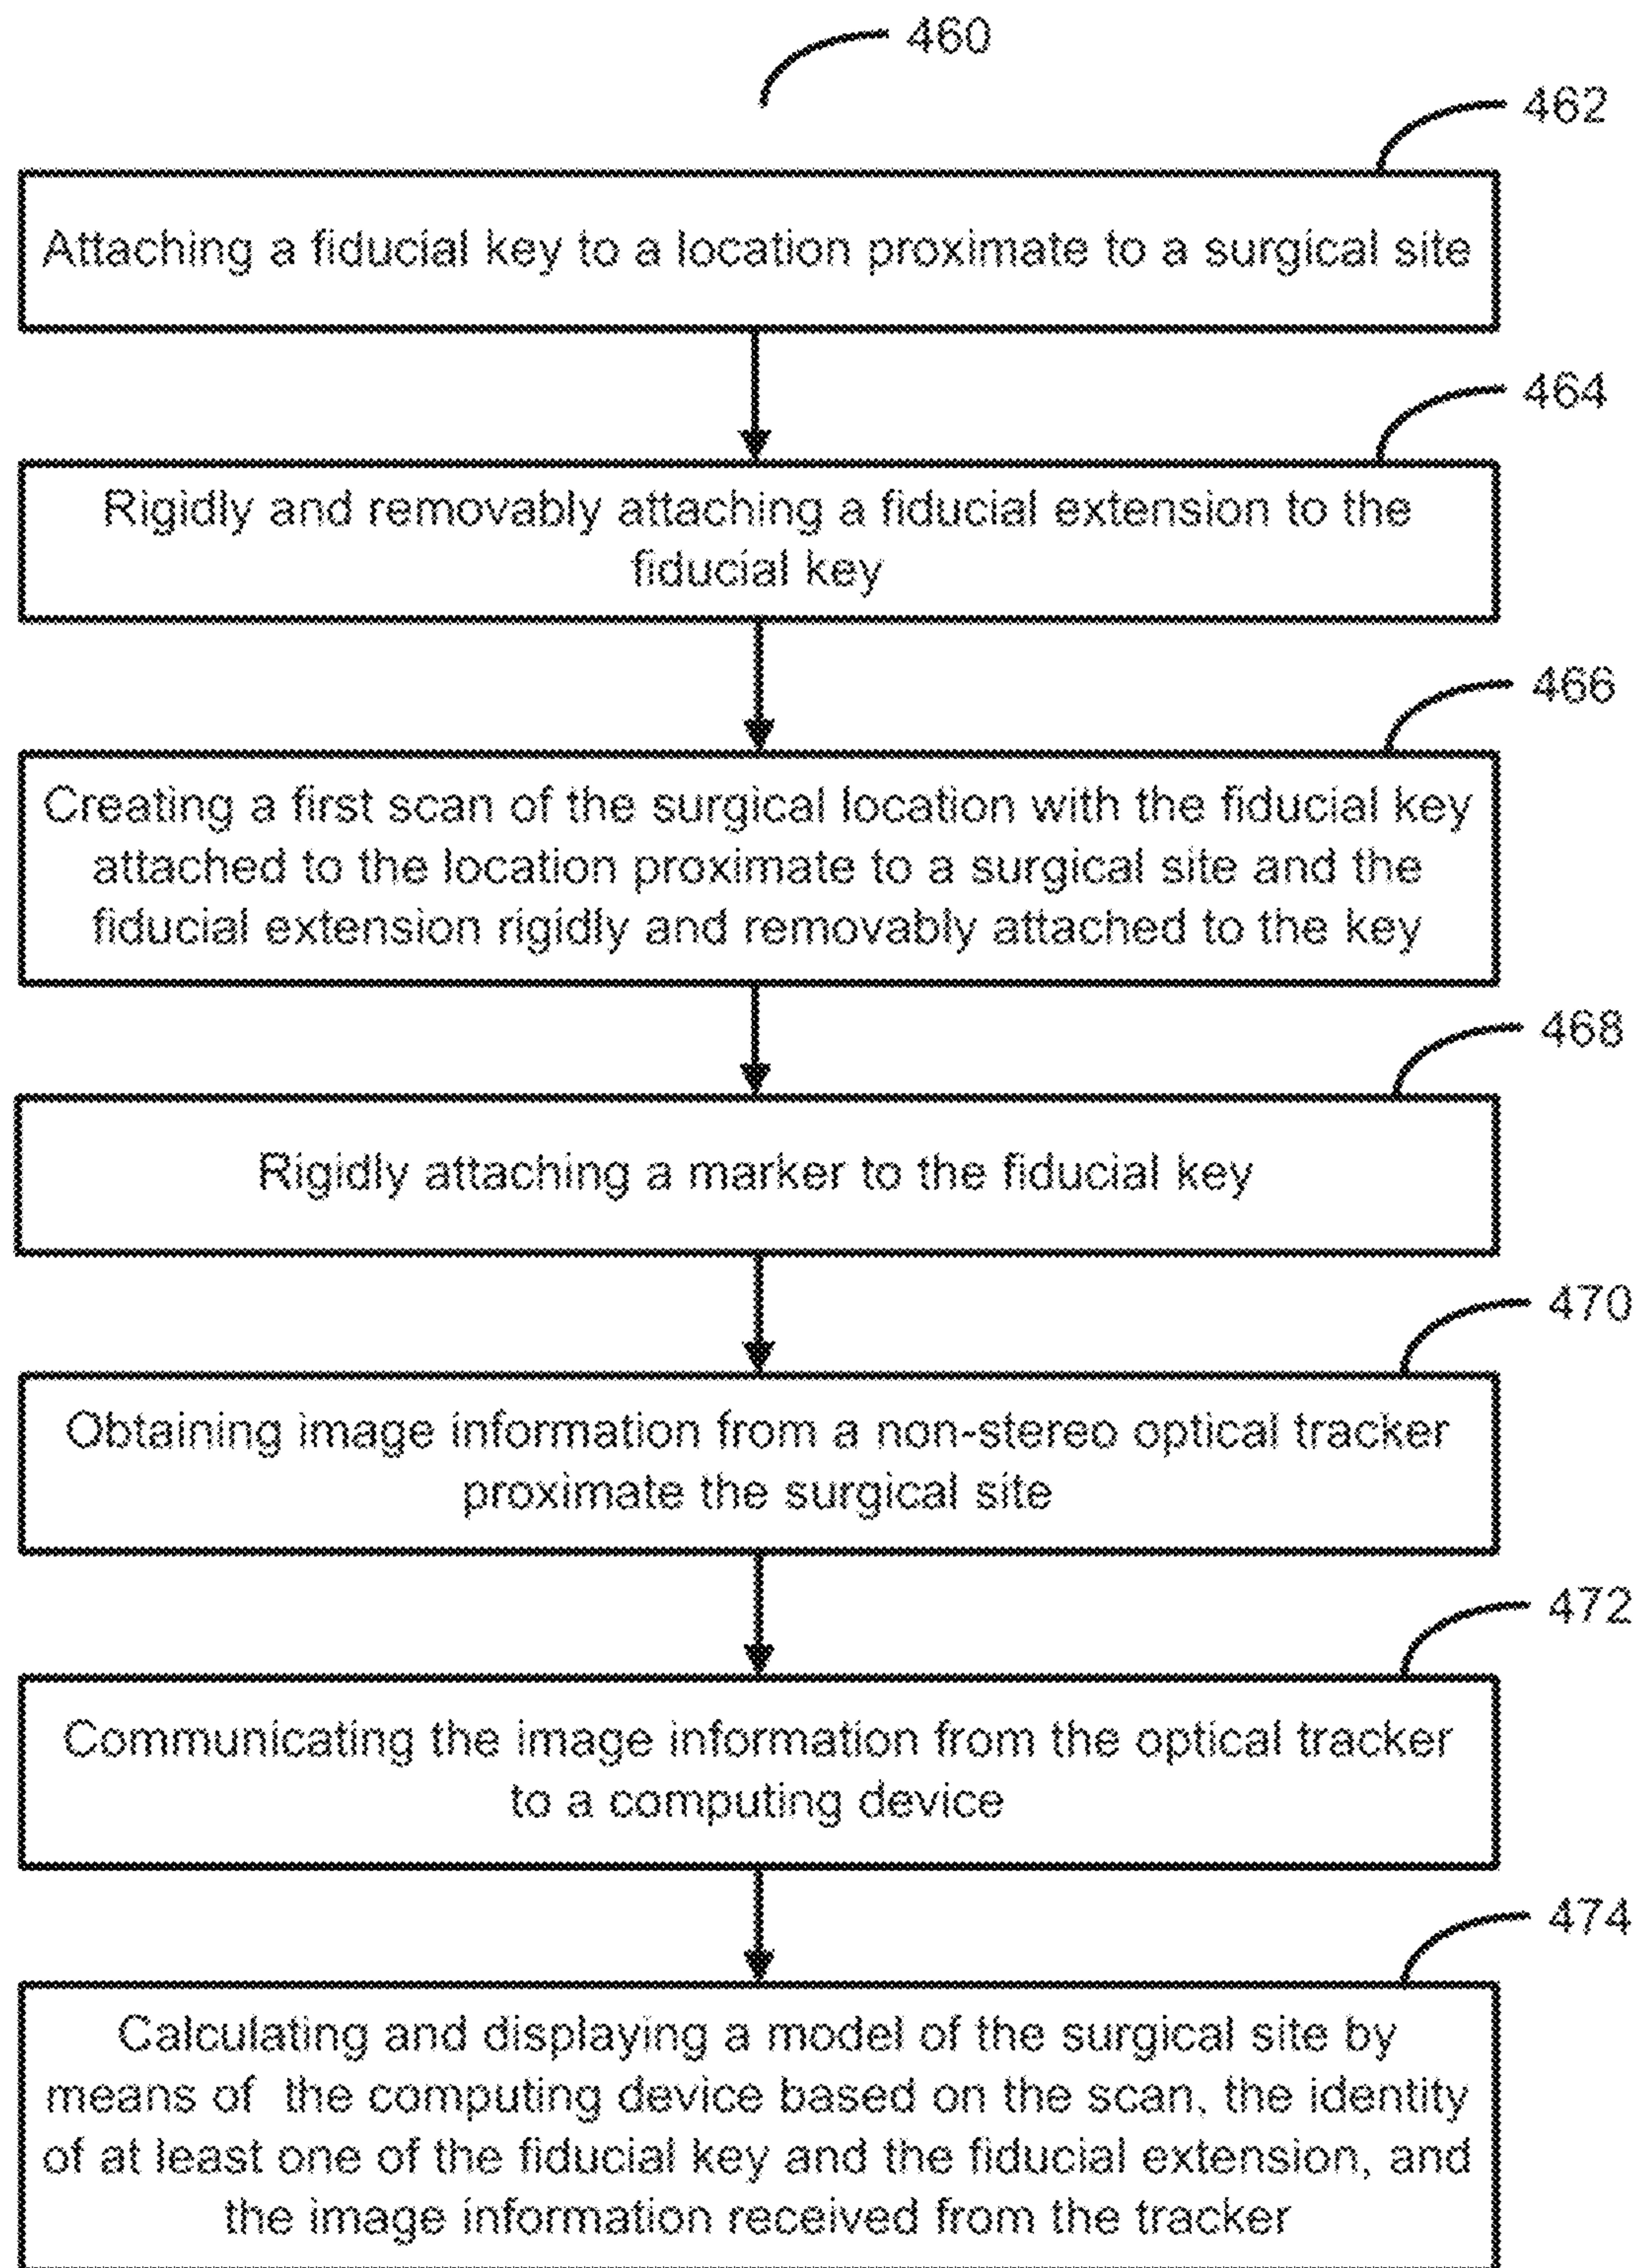 460
462
Attaching a fiducial key to a location proximate to a surgical site
464
Rigidly and removably attaching a fiducial extension to the
fiducial key
466
Creating a first scan of the surgical location with the fiducial key
attached to the location proximate to a surgical site and the
fiducial extension rigidly and removably attached to the key
468
Rigidly attaching a marker to the fiducial key
470
Obtaining image information from a non-stereo optical tracker
proximate the surgical site
472
Communicating the image information from the optical tracker
to a computing device
474
Calculating and displaying a model of the surgical site by
means of the computing device based on the scan, the identity
of at least one of the fiducial key and the fiducial extension, and
the image information received from the tracker